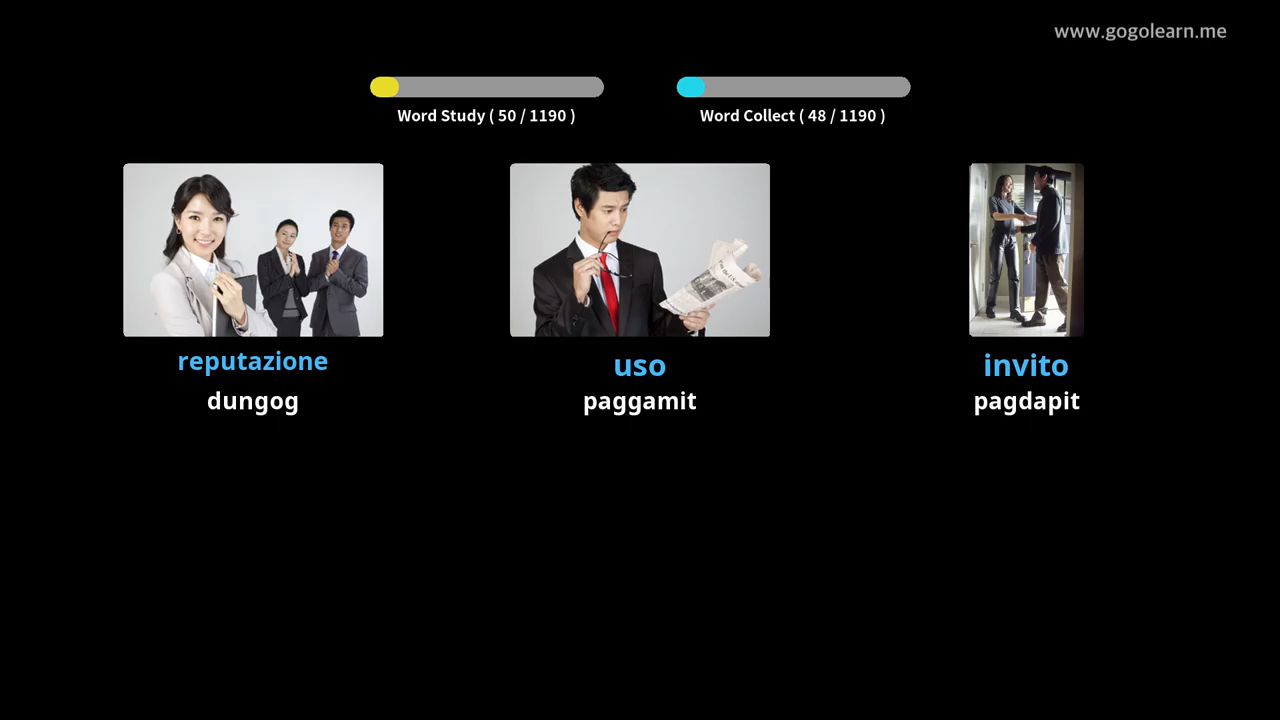 www.gogolearn.me
Word Study ( 50 / 1190 )
Word Collect ( 48 / 1190 )
reputazione
dungog
uso
paggamit
invito
pagdapit